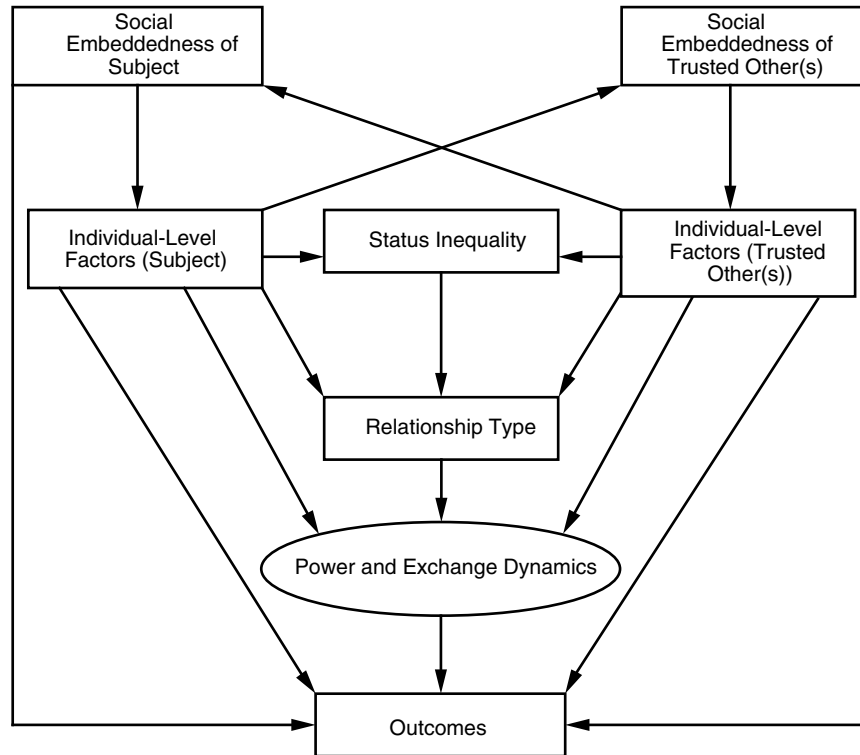 Social
Embeddedness of
Subject
Social
Embeddedness of
Trusted Other(s)
Individual-Level
Factors (Subject)
Status Inequality
Individual-Level
Factors (Trusted
Other(s))
Relationship Type
Power and Exchange Dynamics
Outcomes